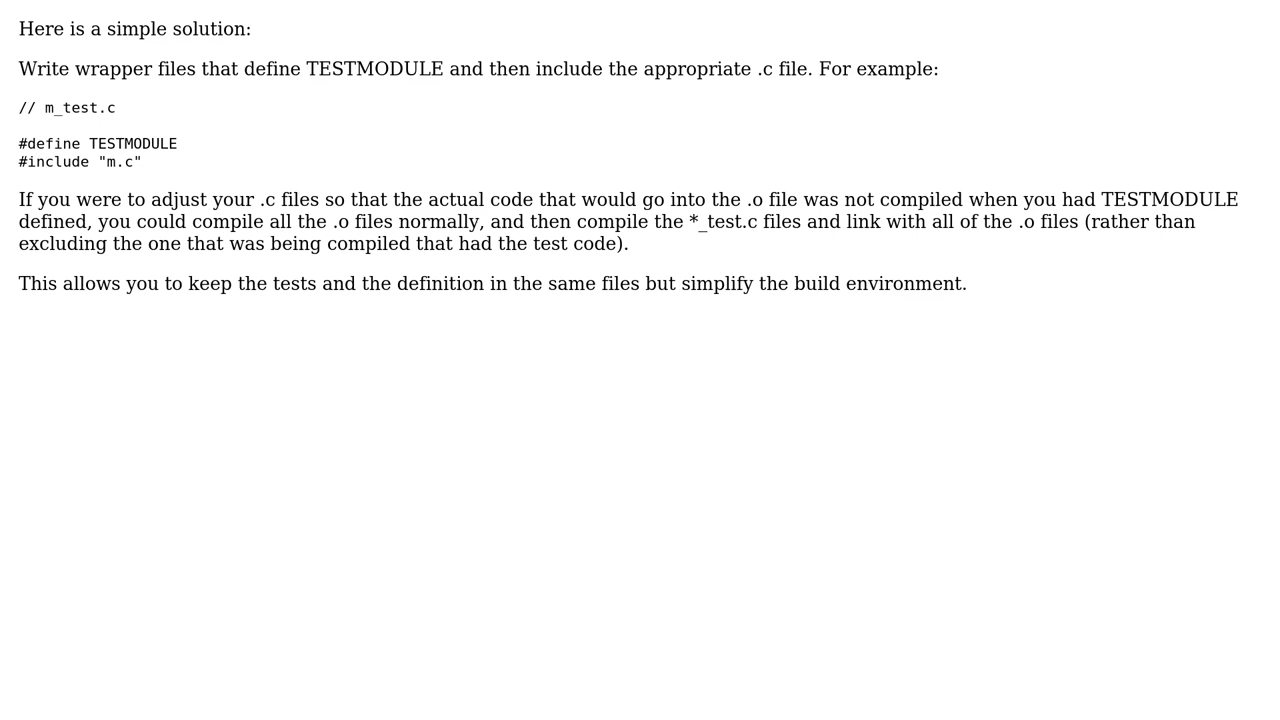 Here is a simple solution:
Write wrapper files that define TESTMODULE and then include the appropriate .c file. For example:
// m_test.c
#define TESTMODULE
#include "m.c"
If you were to adjust your .c files so that the actual code that would go into the .o file was not compiled when you had TESTMODULE
defined, you could compile all the .o files normally, and then compile the *_test.c files and link with all of the .o files (rather than
excluding the one that was being compiled that had the test code).
This allows you to keep the tests and the definition in the same files but simplify the build environment.